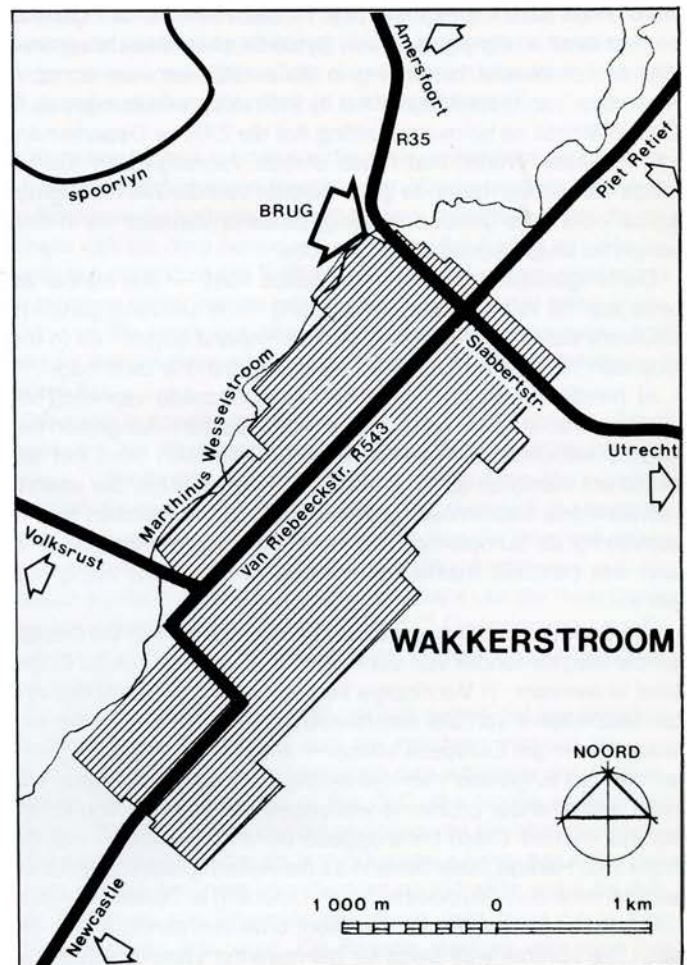 Amersfoort
R35
spoorlyn
Piet Retief
BRUG
Marthinus Wesselstroom
Slabbertstr.
Van Riebeeckstr. R543
Utrecht
Volksrust
WAKKERSTROOM
NOORD
Newcastle
1 000 m 0 1 km